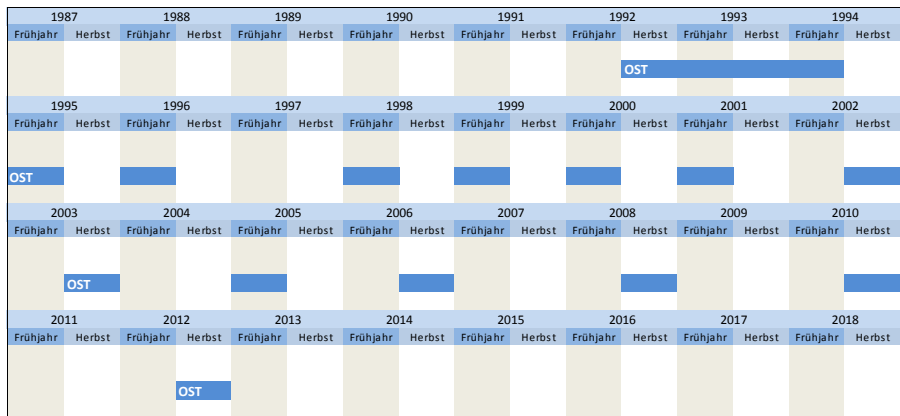 1987 1988 1989 1990 1991 1992 1993 1994
Frühjahr Herbst Frühjahr Herbst Frühjahr Herbst Frühjahr Herbst Frühjahr Herbst Frühjahr Herbst Frühjahr Herbst Frühjahr Herbst
OST
1995 1996 1997 1998 1999 2000 2001 2002
Frühjahr Herbst Frühjahr Herbst Frühjahr Herbst Frühjahr Herbst Frühjahr Herbst Frühjahr Herbst Frühjahr Herbst Frühjahr Herbst
OST
2003 2004 2005 2006 2007 2008 2009 2010
Frühjahr Herbst Frühjahr Herbst Frühjahr Herbst Frühjahr Herbst Frühjahr Herbst Frühjahr Herbst Frühjahr Herbst Frühjahr Herbst
OST
2011 2012 2013 2014 2015 2016 2017 2018
Frühjahr Herbst Frühjahr Herbst Frühjahr Herbst Frühjahr Herbst Frühjahr Herbst Frühjahr Herbst Frühjahr Herbst Frühjahr Herbst
OST